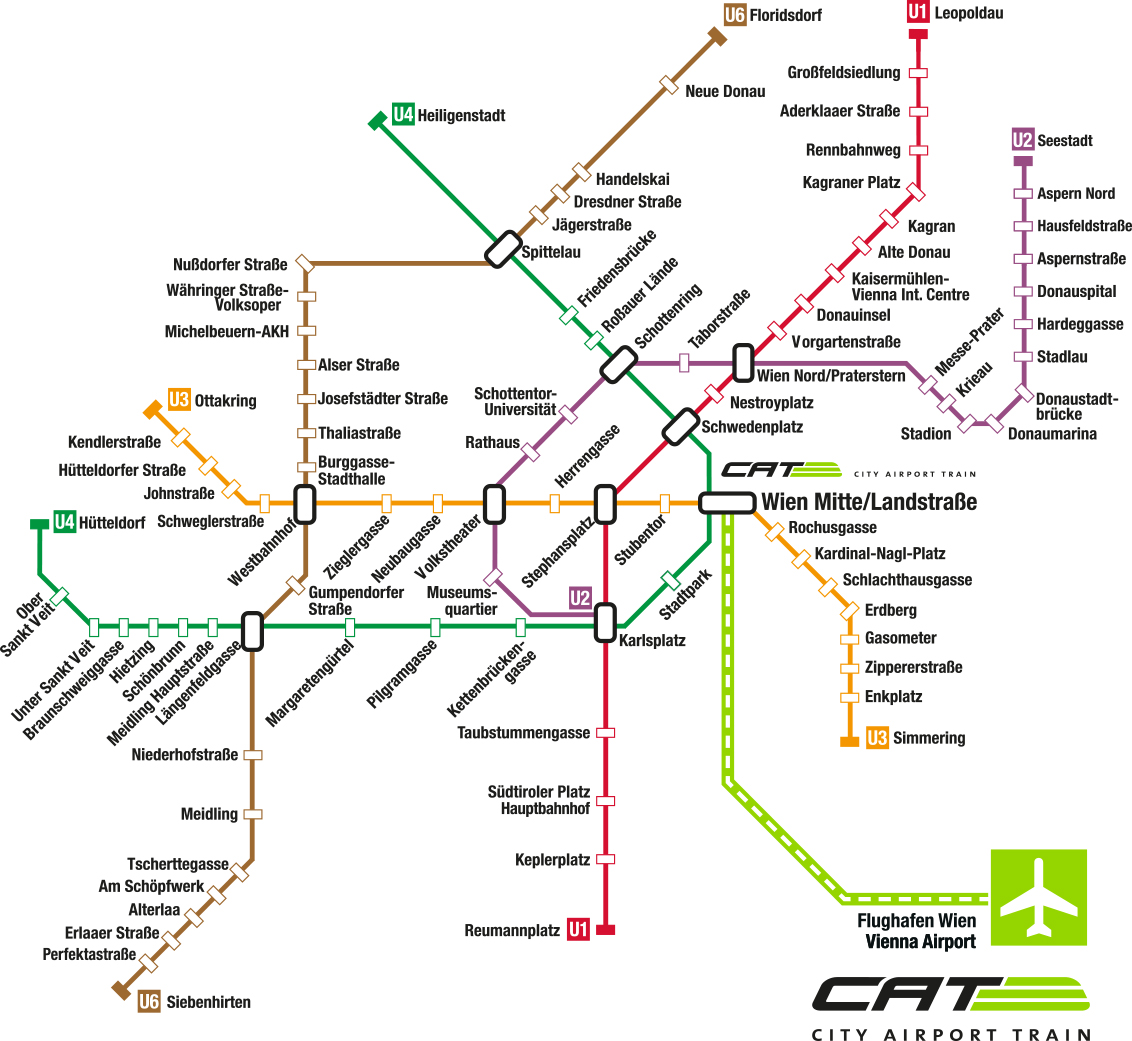 U6 Floridsdorf
U1 Leopoldau
Neue Donau
Großfeldsiedlung
Aderklaaer Straße
U4 Heiligenstadt
U2 Seestadt
Rennbahnweg
Handelskai
Kagraner Platz
Aspern Nord
Dresdner Straße
Jägerstraße
Kagran
Hausfeldstraße
Spittelau
Friedensbrücke
Alte Donau
Aspernstraße
Nußdorfer Straße
Roßauer Lände
Kaisermühlen-
Vienna Int. Centre
Donauspital
Währinger Straße-
Volksoper
Schottenring
Taborstraße
Donauinsel
Hardeggasse
Michelbeuern-AKH
Vorgartenstraße
Messe-Prater
Stadlau
Alser Straße
Wien Nord/Praterstern
Krieau
U3 Ottakring
Josefstädter Straße
Schottentor-
Universität
Nestroyplatz
Donaustadt-
brücke
Kendlerstraße
Thaliastraße
Rathaus
Herrengasse
Schwedenplatz
Stadion
Donaumarina
Hütteldorfer Straße
Burggasse-
Stadthalle
CAT CITY AIRPORT TRAIN
Johnstraße
Wien Mitte/Landstraße
U4 Hütteldorf
Schweglerstraße
Westbahnhof
Zieglergasse
Neubaugasse
Volkstheater
Stephansplatz
Stubentor
Rochusgasse
Kardinal-Nagl-Platz
Schlachthausgasse
Ober
Sankt Veit
Gumpendorfer
Straße
Museums-
quartier
U2
Stadtpark
Erdberg
Karlsplatz
Gasometer
Unter Sankt Veit
Braunschweiggasse
Hietzing
Schönbrunn
Meidling Hauptstraße
Längenfeldgasse
Margaretengürtel
Pilgramgasse
Kettenbrücken-
gasse
Zippererstraße
Enkplatz
Taubstummengasse
U3 Simmering
Niederhofstraße
Südtiroler Platz
Hauptbahnhof
Meidling
Keplerplatz
Tscherttegasse
Am Schöpfwerk
Alterlaa
Reumannplatz U1
Flughafen Wien
Vienna Airport
Erlaaer Straße
Perfektastraße
U6 Siebenhirten
CAT
CITY AIRPORT TRAIN